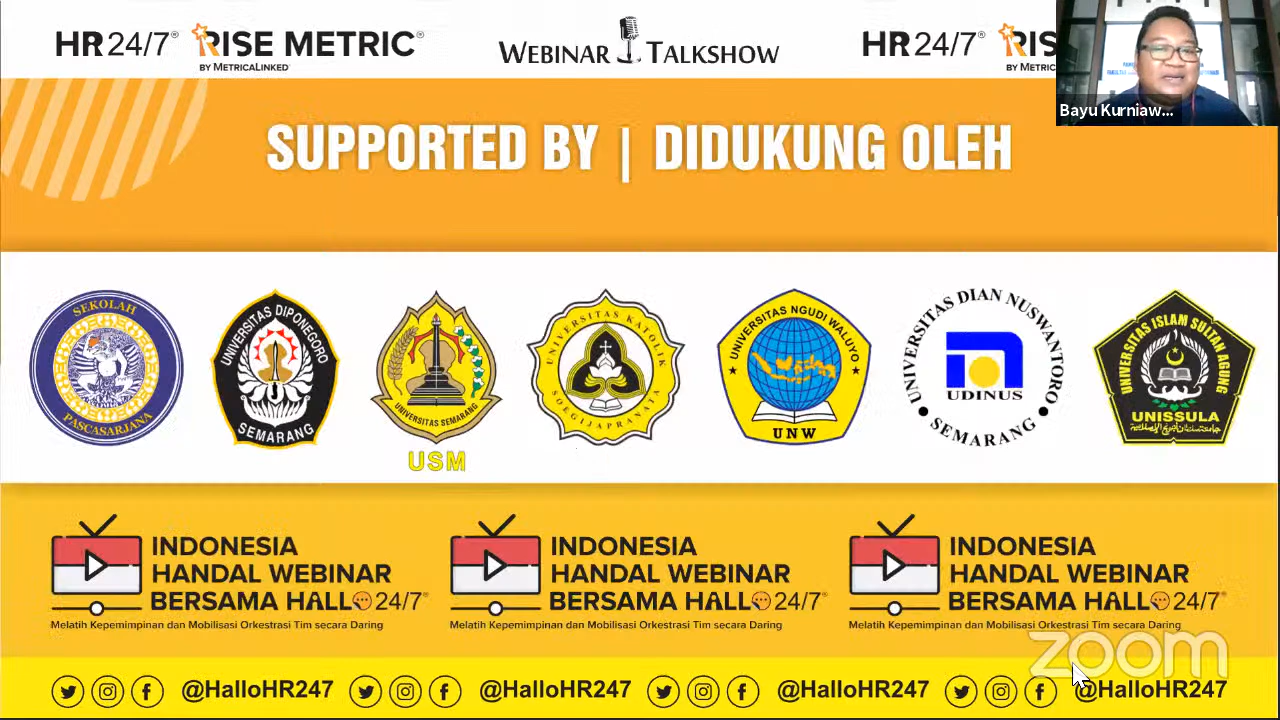 HR24/7® RISE METRIC®
BY METRICALINKED
WEBINAR TALKSHOW
HR24/7® RIS
BY METRIC
Bayu Kurniaw...
SUPPORTED BY | DIDUKUNG OLEH
SEKOLAH
PASCASARJANA
UNIVERSITAS DIPONEGORO
SEMARANG
UNIVERSITAS SEMARANG
USM
UNIVERSITAS KATOLIK
SOEGIJAPRANATA
UNIVERSITAS NGUDI WALUYO
UNW
UNIVERSITAS DIAN NUSWANTORO
UDINUS
SEMARANG
UNIVERSITAS ISLAM SULTAN AGUNG
UNISSULA
INDONESIA
HANDAL WEBINAR
BERSAMA HALLO 24/7®
Melatih Kepemimpinan dan Mobilisasi Orkestrasi Tim secara Daring
INDONESIA
HANDAL WEBINAR
BERSAMA HALLO 24/7®
Melatih Kepemimpinan dan Mobilisasi Orkestrasi Tim secara Daring
INDONESIA
HANDAL WEBINAR
BERSAMA HALLO 24/7®
Melatih Kepemimpinan dan Mobilisasi Orkestrasi Tim secara Daring
zoom
@HalloHR247 @HalloHR247 @HalloHR247 @HalloHR247